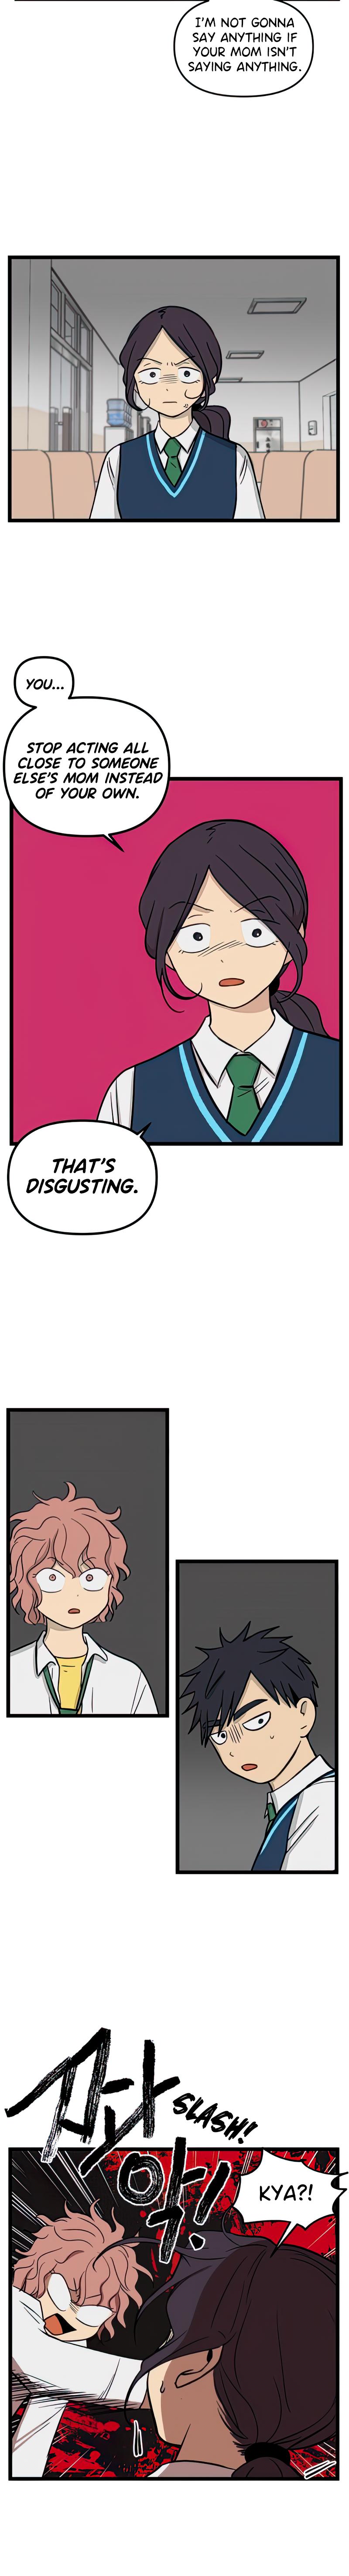 I'M NOT GONNA
SAY ANYTHING IF
YOUR MOM ISN'T
SAYING ANYTHING.
YOU...
STOP ACTING ALL
CLOSE TO SOMEONE
ELSE'S MOM INSTEAD
OF YOUR OWN.
THAT'S
DISGUSTING.
SLASH!
KYA?!